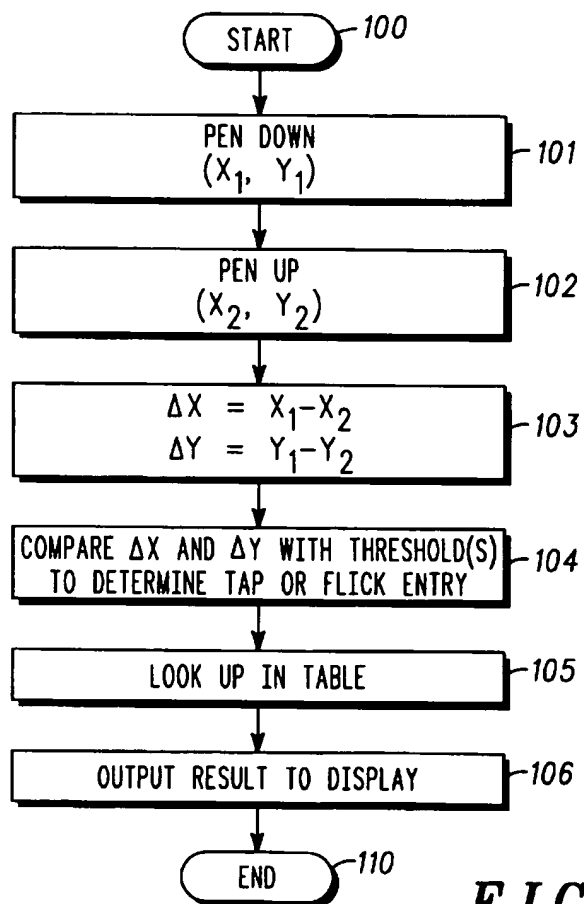 START
100
PEN DOWN
(X₁, Y₁)
101
PEN UP
(X₂, Y₂)
102
ΔX = X₁-X₂
ΔY = Y₁-Y₂
103
COMPARE ΔX AND ΔY WITH THRESHOLD(S)
TO DETERMINE TAP OR FLICK ENTRY
104
LOOK UP IN TABLE
105
OUTPUT RESULT TO DISPLAY
106
END
110